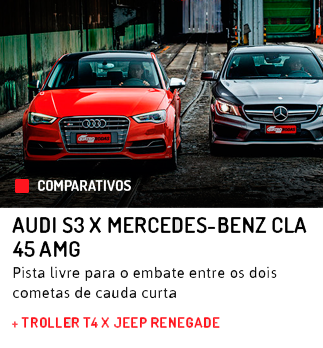 COMPARATIVOS
AUDI S3 X MERCEDES-BENZ CLA
45 AMG
Pista livre para o embate entre os dois
cometas de cauda curta
+ TROLLER T4 X JEEP RENEGADE